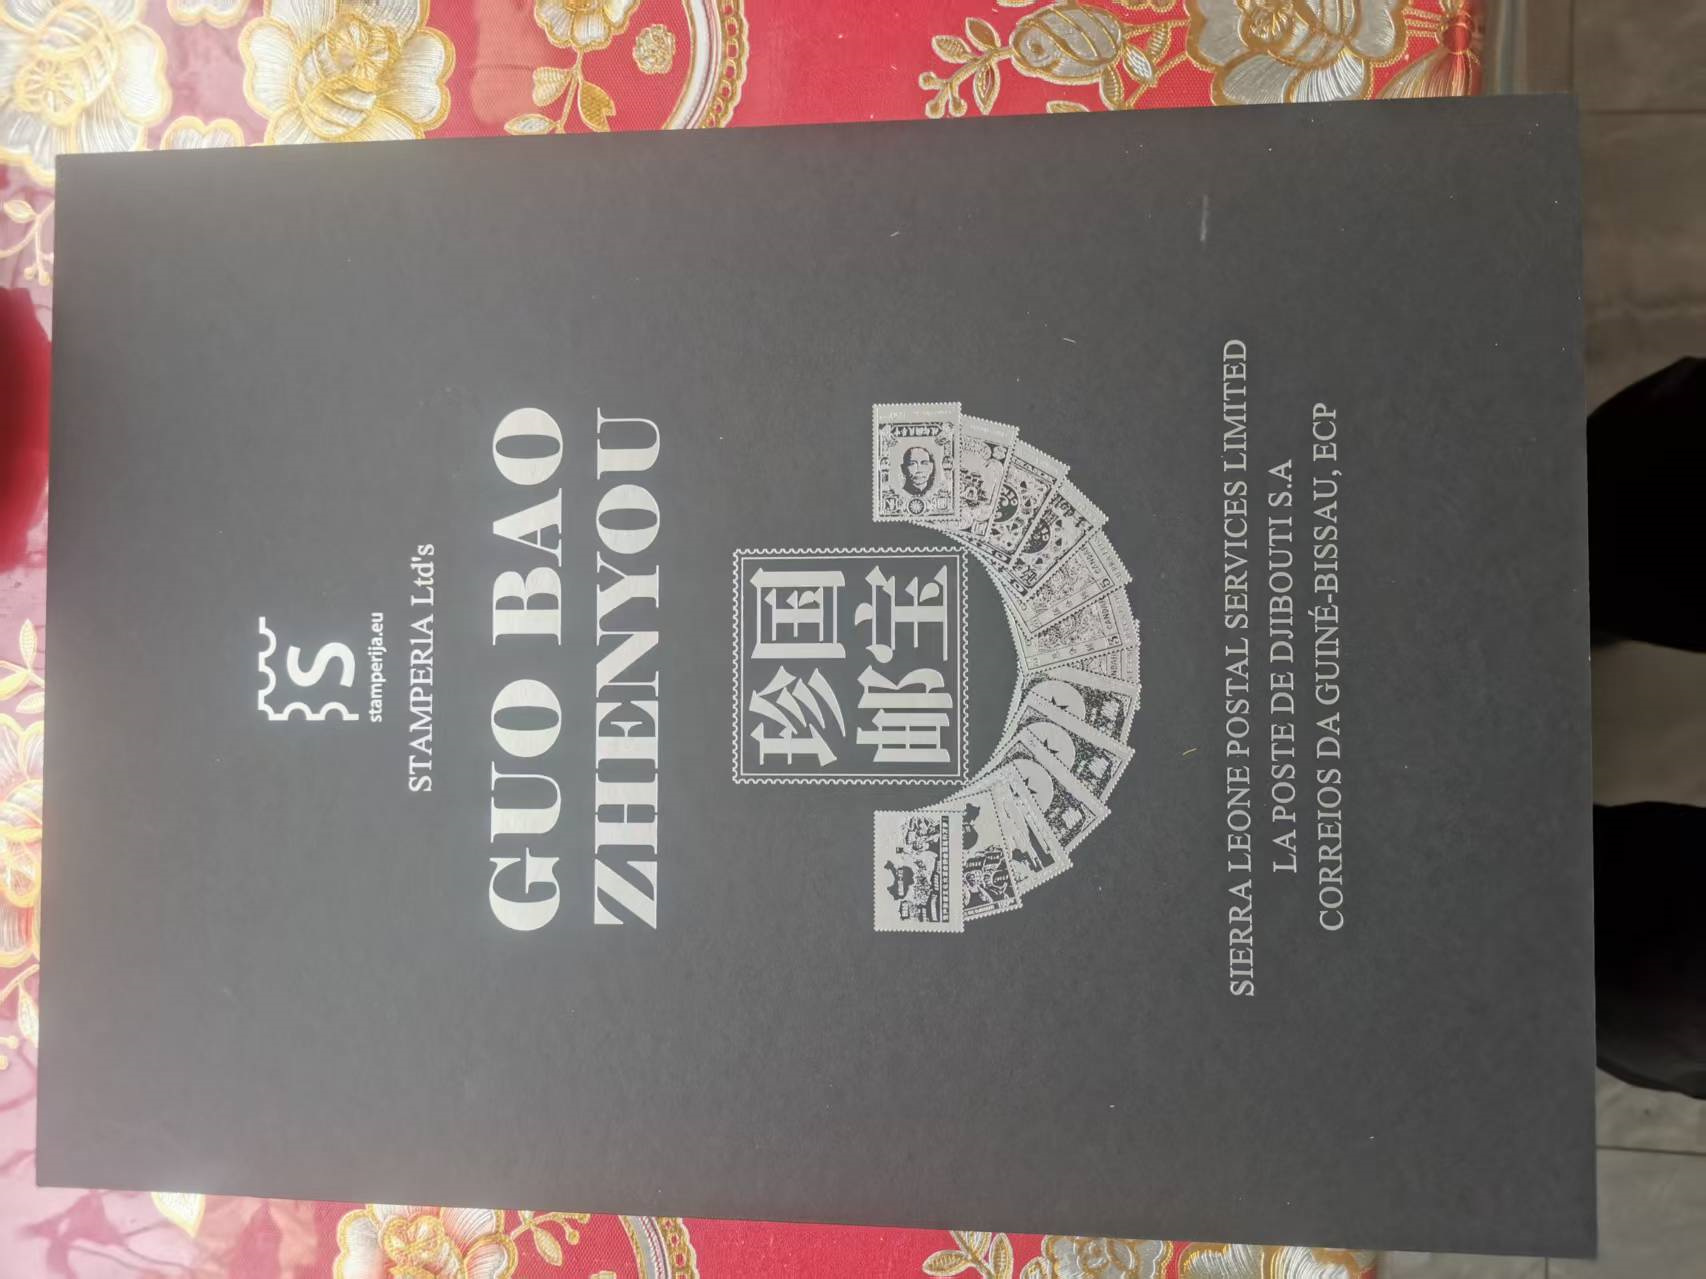 S
stamperija.eu
STAMPERIA Ltd's
GUO BAO
ZHENYOU
国宝
珍邮
SIERRA LEONE POSTAL SERVICES LIMITED
LA POSTE DE DJIBOUTI S.A
CORREIOS DA GUINÉ-BISSAU, ECP